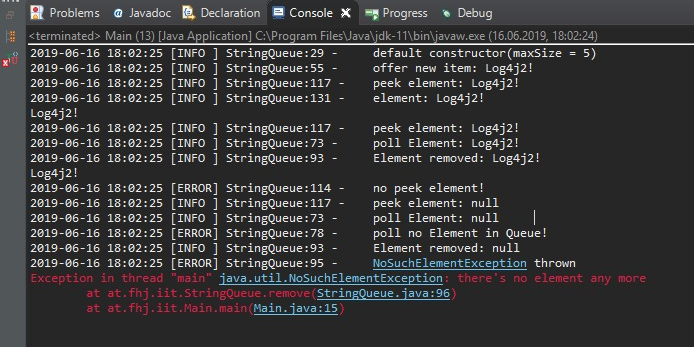 Problems Javadoc Declaration Console Progress Debug
<terminated> Main (13) [Java Application] C:\Program Files\Java\jdk-11\bin\javaw.exe (16.06.2019, 18:02:24)
2019-06-16 18:02:25 [INFO ] StringQueue:29 - default constructor(maxSize = 5)
2019-06-16 18:02:25 [INFO ] StringQueue:55 - offer new item: Log4j2!
2019-06-16 18:02:25 [INFO ] StringQueue:117 - peek element: Log4j2!
2019-06-16 18:02:25 [INFO ] StringQueue:131 - element: Log4j2!
Log4j2!
2019-06-16 18:02:25 [INFO ] StringQueue:117 - peek element: Log4j2!
2019-06-16 18:02:25 [INFO ] StringQueue:73 - poll Element: Log4j2!
2019-06-16 18:02:25 [INFO ] StringQueue:93 - Element removed: Log4j2!
Log4j2!
2019-06-16 18:02:25 [ERROR] StringQueue:114 - no peek element!
2019-06-16 18:02:25 [INFO ] StringQueue:117 - peek element: null
2019-06-16 18:02:25 [INFO ] StringQueue:73 - poll Element: null
2019-06-16 18:02:25 [ERROR] StringQueue:78 - poll no Element in Queue!
2019-06-16 18:02:25 [INFO ] StringQueue:93 - Element removed: null
2019-06-16 18:02:25 [ERROR] StringQueue:95 - NoSuchElementException thrown
Exception in thread "main" java.util.NoSuchElementException: there's no element any more
at at.fhj.iit.StringQueue.remove(StringQueue.java:96)
at at.fhj.iit.Main.main(Main.java:15)